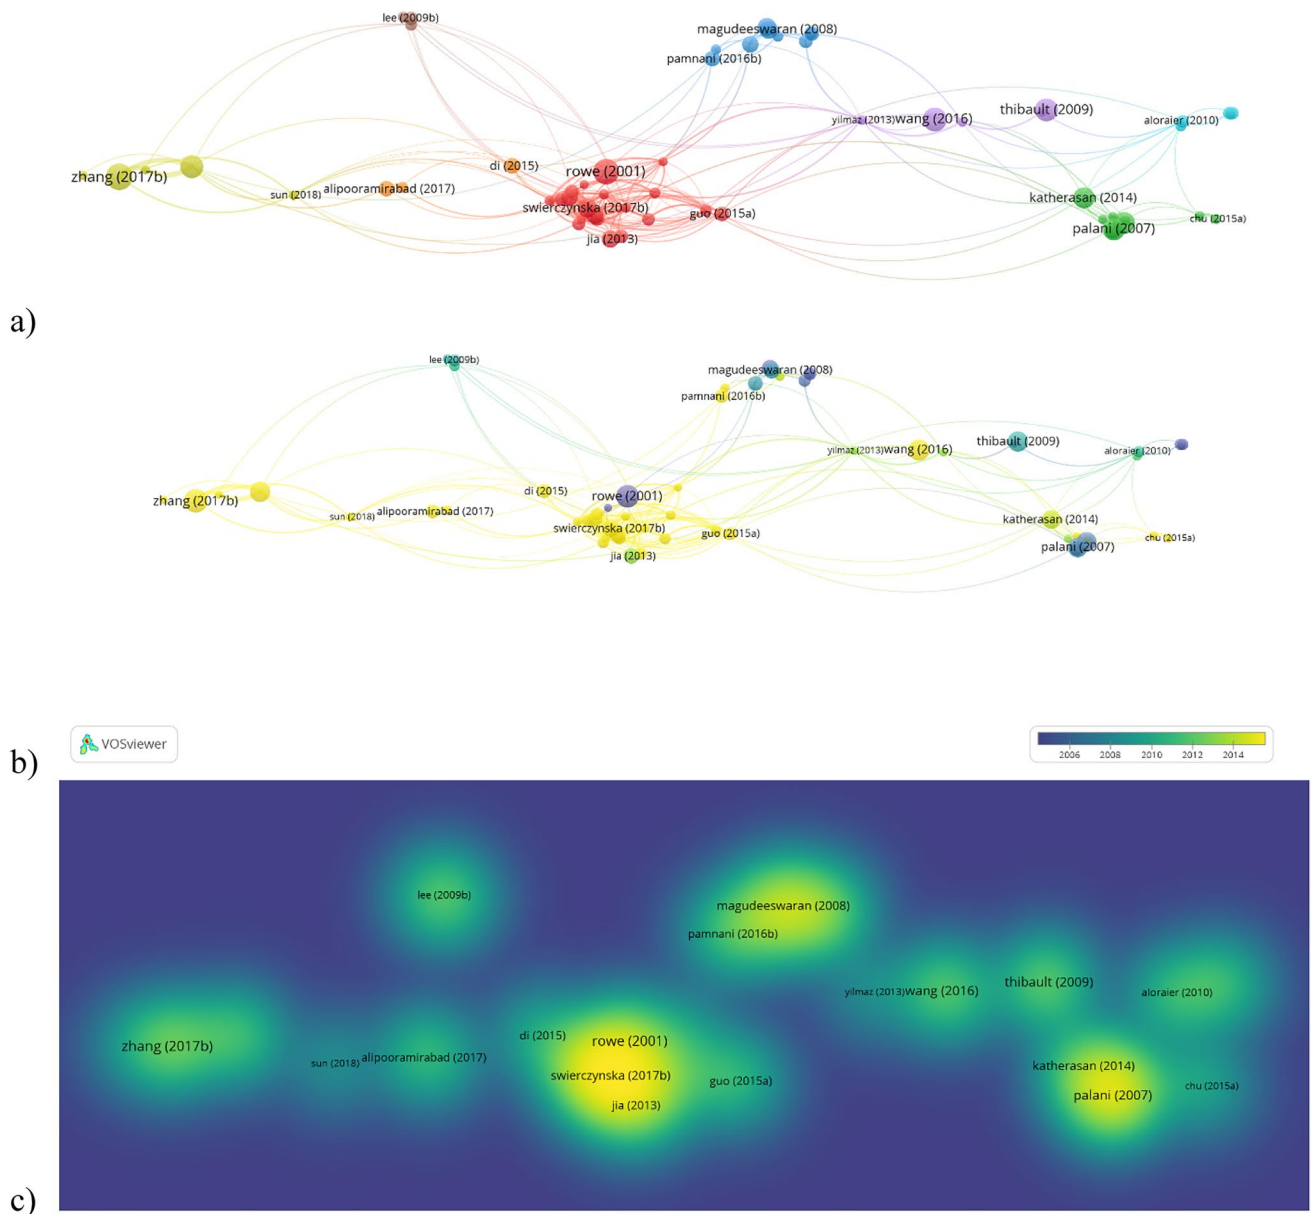 lee (2009b)
magudeeswaran (2008)
pamnani (2016b)
thibault (2009)
yilmaz (2013)
wang (2016)
aloraier (2010)
di (2015)
rowe (2001)
zhang (2017b)
sun (2018)
alipooramirabad (2017)
katherasan (2014)
swierczynska (2017b)
guo (2015a)
chu (2015a)
palani (2007)
jia (2013)
a)
lee (2009b)
magudeeswaran (2008)
pamnani (2016b)
thibault (2009)
yilmaz (2013)
wang (2016)
aloraier (2010)
di (2015)
rowe (2001)
zhang (2017b)
sun (2018)
alipooramirabad (2017)
katherasan (2014)
swierczynska (2017b)
guo (2015a)
chu (2015a)
palani (2007)
jia (2013)
VOSviewer
2006 2008 2010 2012 2014
b)
lee (2009b)
magudeeswaran (2008)
pamnani (2016b)
thibault (2009)
yilmaz (2013)
wang (2016)
aloraier (2010)
di (2015)
rowe (2001)
zhang (2017b)
sun (2018)
alipooramirabad (2017)
katherasan (2014)
swierczynska (2017b)
guo (2015a)
chu (2015a)
palani (2007)
jia (2013)
c)